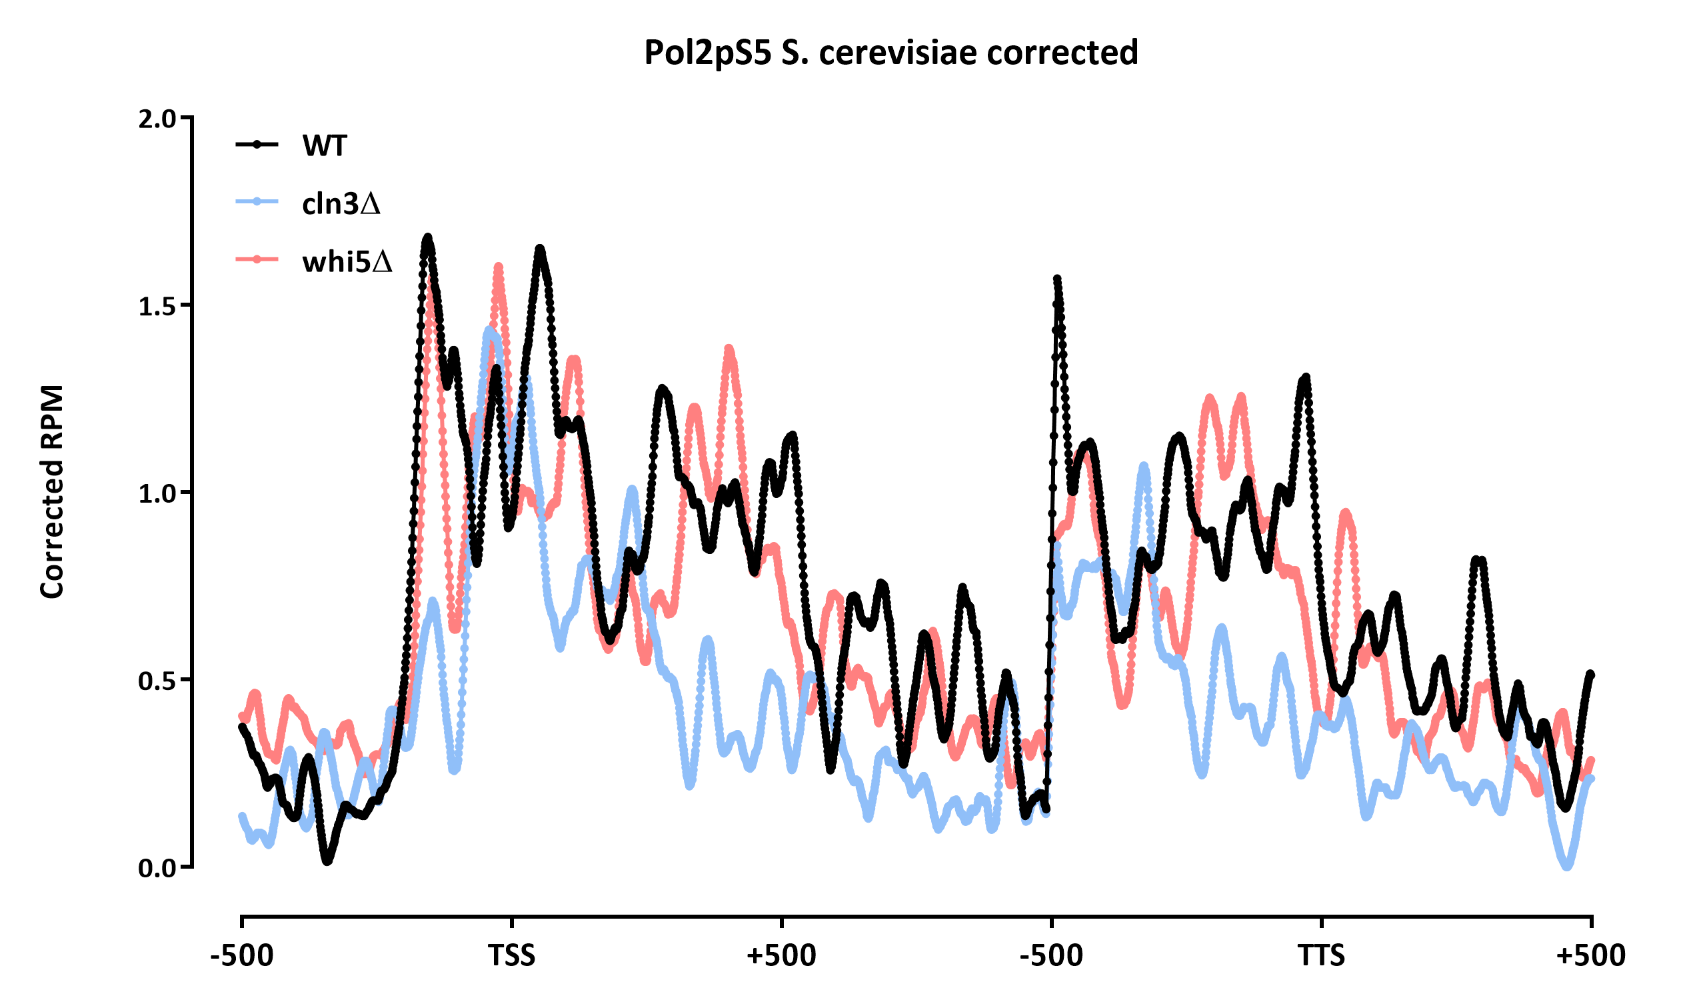 Pol2pS5 S. cerevisiae corrected
2.0
WT
cln3Δ
whi5Δ
1.5
1.0
0.5
0.0
Corrected RPM
-500
TSS
+500
-500
TTS
+500